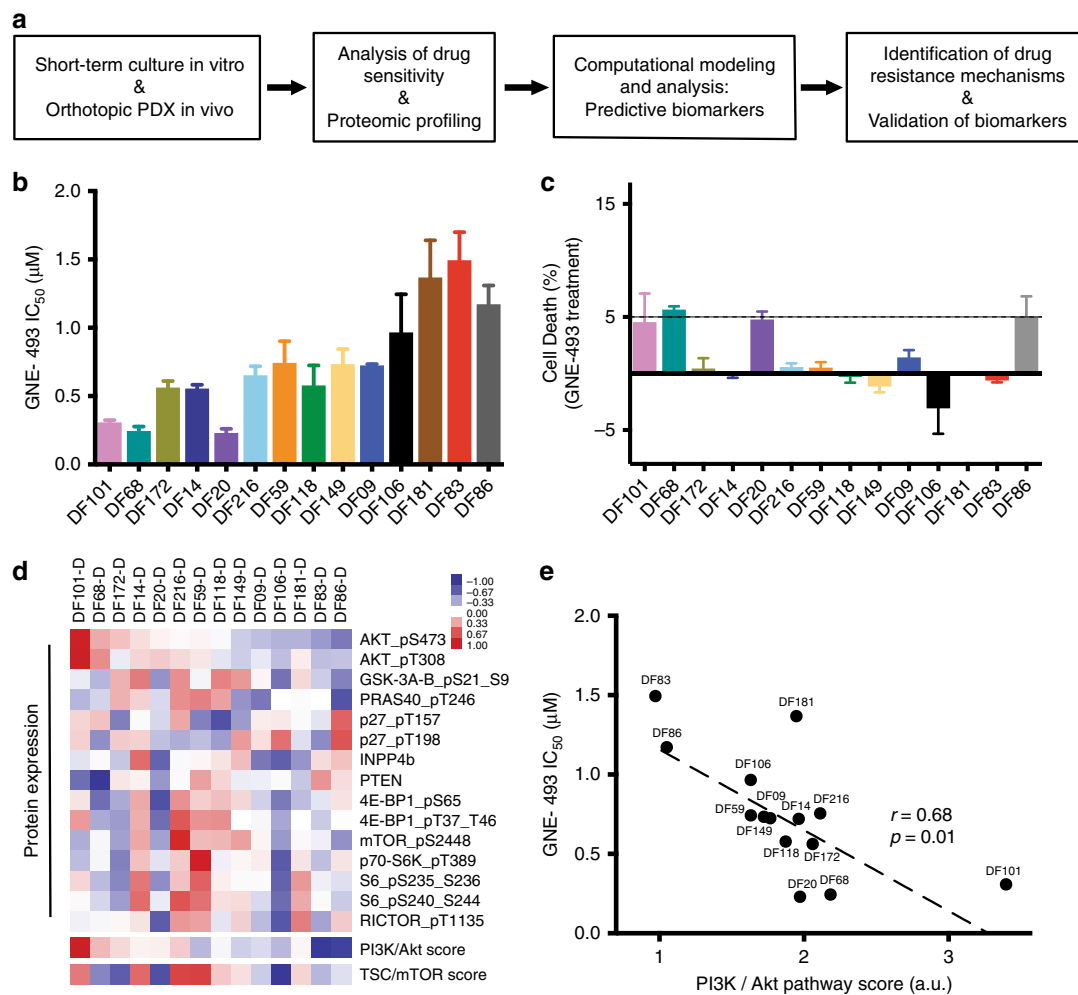 a
Short-term culture in vitro
&
Orthotopic PDX in vivo
Analysis of drug
sensitivity
&
Proteomic profiling
Computational modeling
and analysis:
Predictive biomarkers
Identification of drug
resistance mechanisms
&
Validation of biomarkers
b
GNE- 493 IC50 (μM)
2.0
1.5
1.0
0.5
0.0
DF101
DF68
DF172
DF14
DF20
DF216
DF59
DF118
DF149
DF09
DF106
DF181
DF83
DF86
c
Cell Death (%)
(GNE-493 treatment)
15
5
−5
DF101
DF68
DF172
DF14
DF20
DF216
DF59
DF118
DF149
DF09
DF106
DF181
DF83
DF86
d
DF101-D
DF68-D
DF172-D
DF14-D
DF20-D
DF216-D
DF59-D
DF118-D
DF149-D
DF09-D
DF106-D
DF181-D
DF83-D
DF86-D
−1.00
−0.67
−0.33
0.00
0.33
0.67
1.00
Protein expression
AKT_pS473
AKT_pT308
GSK-3A-B_pS21_S9
PRAS40_pT246
p27_pT157
p27_pT198
INPP4b
PTEN
4E-BP1_pS65
4E-BP1_pT37_T46
mTOR_pS2448
p70-S6K_pT389
S6_pS235_S236
S6_pS240_S244
RICTOR_pT1135
PI3K/Akt score
TSC/mTOR score
e
GNE- 493 IC50 (μM)
2.0
1.5
1.0
0.5
0.0
DF83
DF181
DF86
DF106
DF09
DF59
DF14
DF216
DF149
DF118
DF172
DF20
DF68
DF101
r = 0.68
p = 0.01
1
2
3
PI3K / Akt pathway score (a.u.)